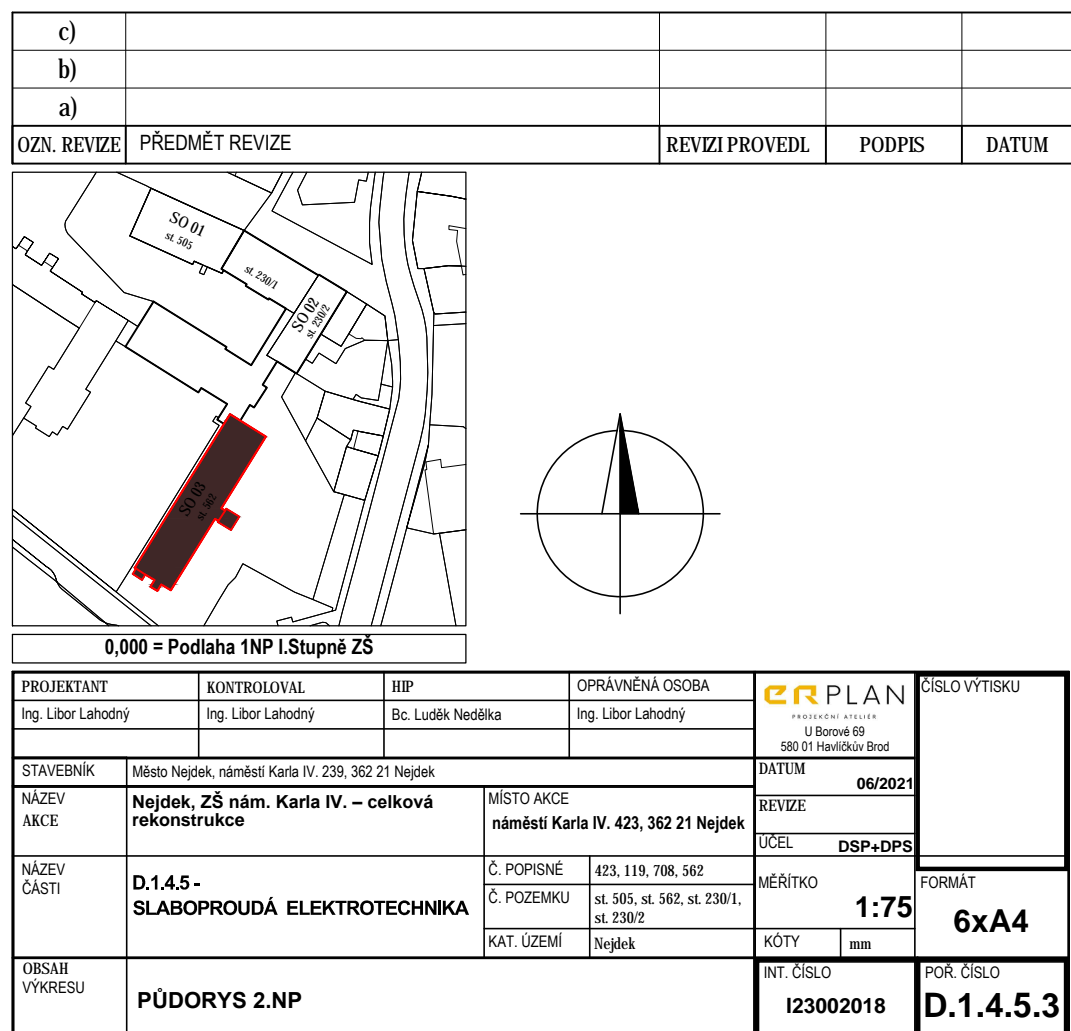 c)
b)
a)
OZN. REVIZE PŘEDMĚT REVIZE REVIZI PROVEDL PODPIS DATUM
SO 01
st. 505
st. 230/1
SO 02
st. 230/2
SO 03
st. 562
0,000 = Podlaha 1NP I.Stupně ZŠ
PROJEKTANT KONTROLOVAL HIP OPRÁVNĚNÁ OSOBA
Ing. Libor Lahodný Ing. Libor Lahodný Bc. Luděk Nedělka Ing. Libor Lahodný
ERPLAN
PROJEKČNÍ ATELIÉR
U Borové 69
580 01 Havlíčkův Brod
ČÍSLO VÝTISKU
STAVEBNÍK Město Nejdek, náměstí Karla IV. 239, 362 21 Nejdek
DATUM
06/2021
NÁZEV
AKCE
Nejdek, ZŠ nám. Karla IV. – celková
rekonstrukce
MÍSTO AKCE
náměstí Karla IV. 423, 362 21 Nejdek
REVIZE
ÚČEL DSP+DPS
NÁZEV
ČÁSTI
D.1.4.5 -
SLABOPROUDÁ ELEKTROTECHNIKA
Č. POPISNÉ 423, 119, 708, 562
Č. POZEMKU st. 505, st. 562, st. 230/1,
st. 230/2
KAT. ÚZEMÍ Nejdek
MĚŘÍTKO
1:75
KÓTY mm
FORMÁT
6xA4
OBSAH
VÝKRESU
PŮDORYS 2.NP
INT. ČÍSLO
I23002018
POŘ. ČÍSLO
D.1.4.5.3